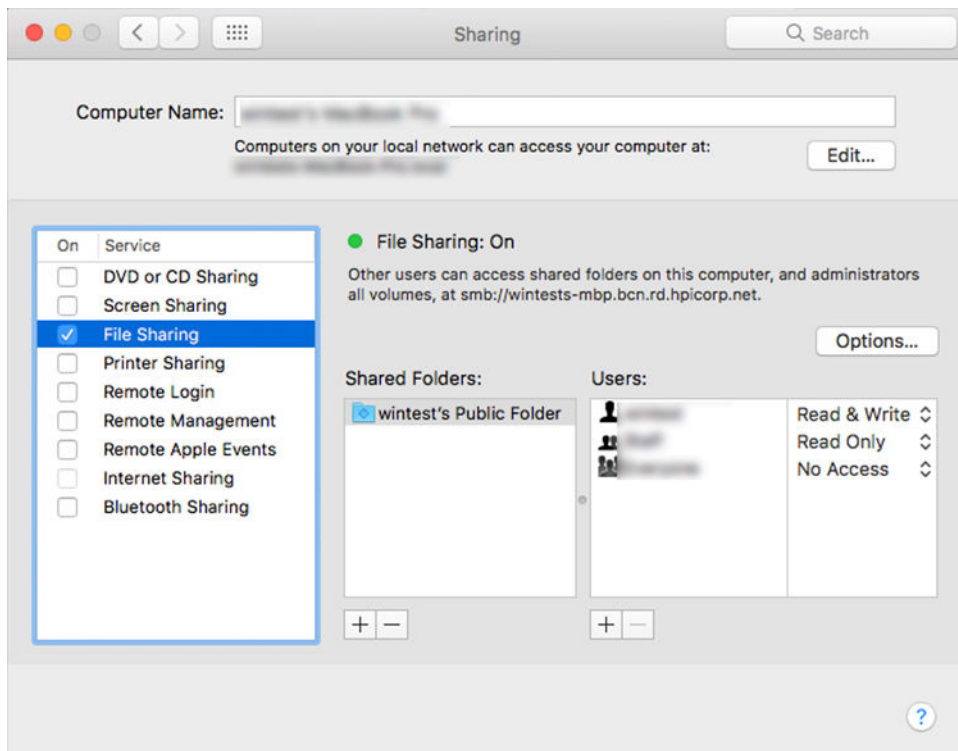 Sharing
Search
Computer Name:
Computers on your local network can access your computer at:
Edit...
On Service
DVD or CD Sharing
Screen Sharing
File Sharing
Printer Sharing
Remote Login
Remote Management
Remote Apple Events
Internet Sharing
Bluetooth Sharing
File Sharing: On
Other users can access shared folders on this computer, and administrators
all volumes, at smb://wintests-mbp.bcn.rd.hpicorp.net.
Options...
Shared Folders:
wintest's Public Folder
Users:
Read & Write
Read Only
No Access
+ −
+ −
?